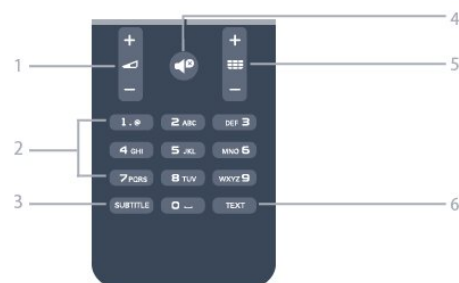 4
+ +
1 5
− −
1.@ 2 ABC DEF 3
2
4 GHI 5 JKL MNO 6
7 PQRS 8 TUV WXYZ 9
3 SUBTITLE 0 ⎵ TEXT 6